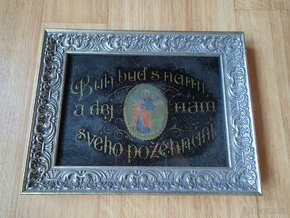 Bůh buď s námi,
a dej nám
svého požehnání.